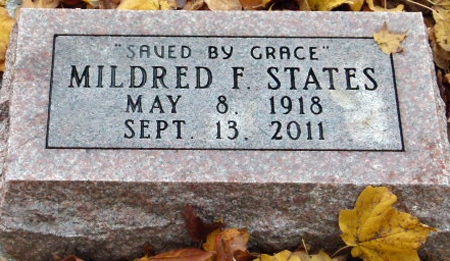 "SAVED BY GRACE"
MILDRED F. STATES
MAY 8, 1918
SEPT. 13, 2011